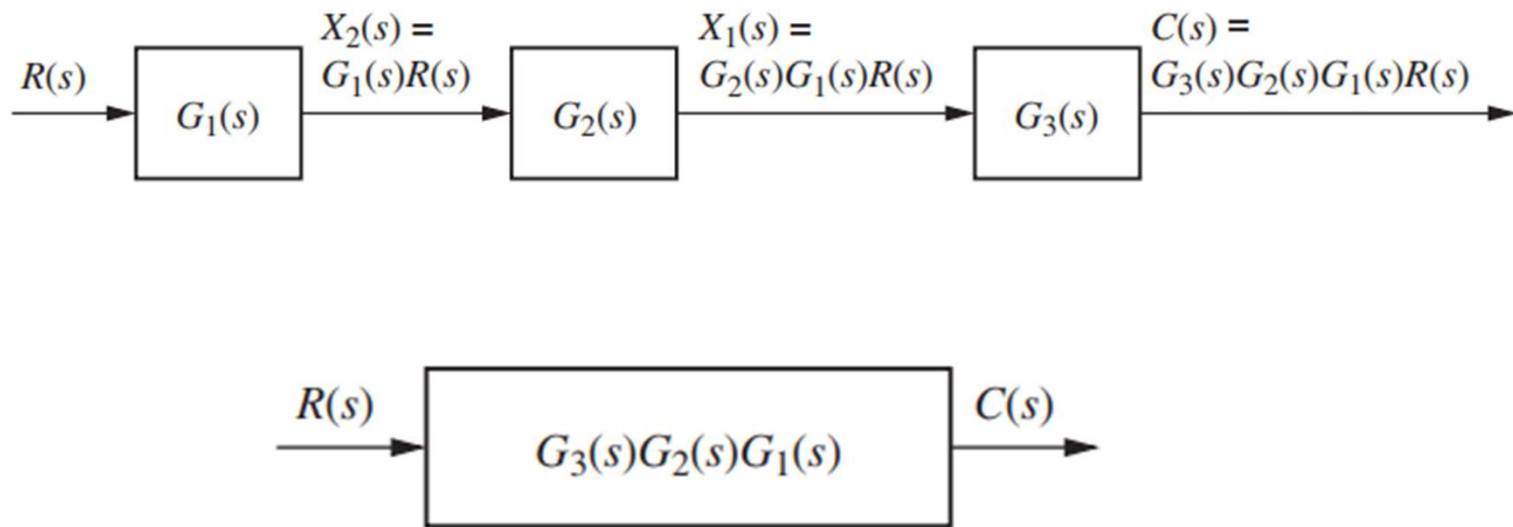 R(s)
G₁(s)
X₂(s) =
G₁(s)R(s)
G₂(s)
X₁(s) =
G₂(s)G₁(s)R(s)
G₃(s)
C(s) =
G₃(s)G₂(s)G₁(s)R(s)
R(s)
G₃(s)G₂(s)G₁(s)
C(s)